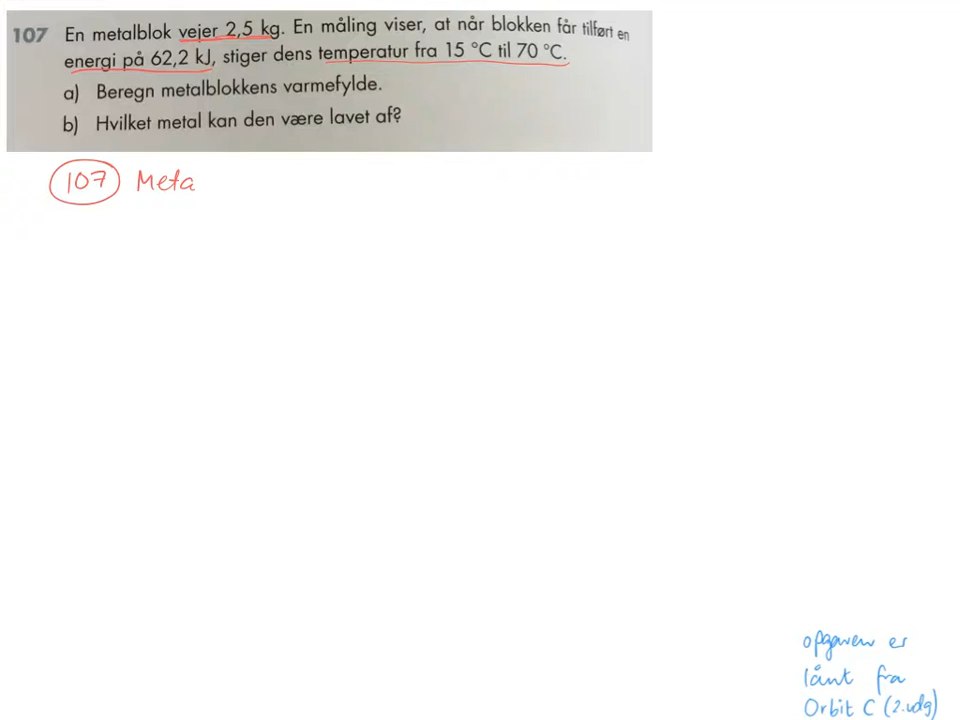 107 En metalblok vejer 2,5 kg. En måling viser, at når blokken får tilført en
energi på 62,2 kJ, stiger dens temperatur fra 15 °C til 70 °C.
a) Beregn metalblokkens varmefylde.
b) Hvilket metal kan den være lavet af?
107 Meta
opgaven er
lånt fra
Orbit C (2.udg)